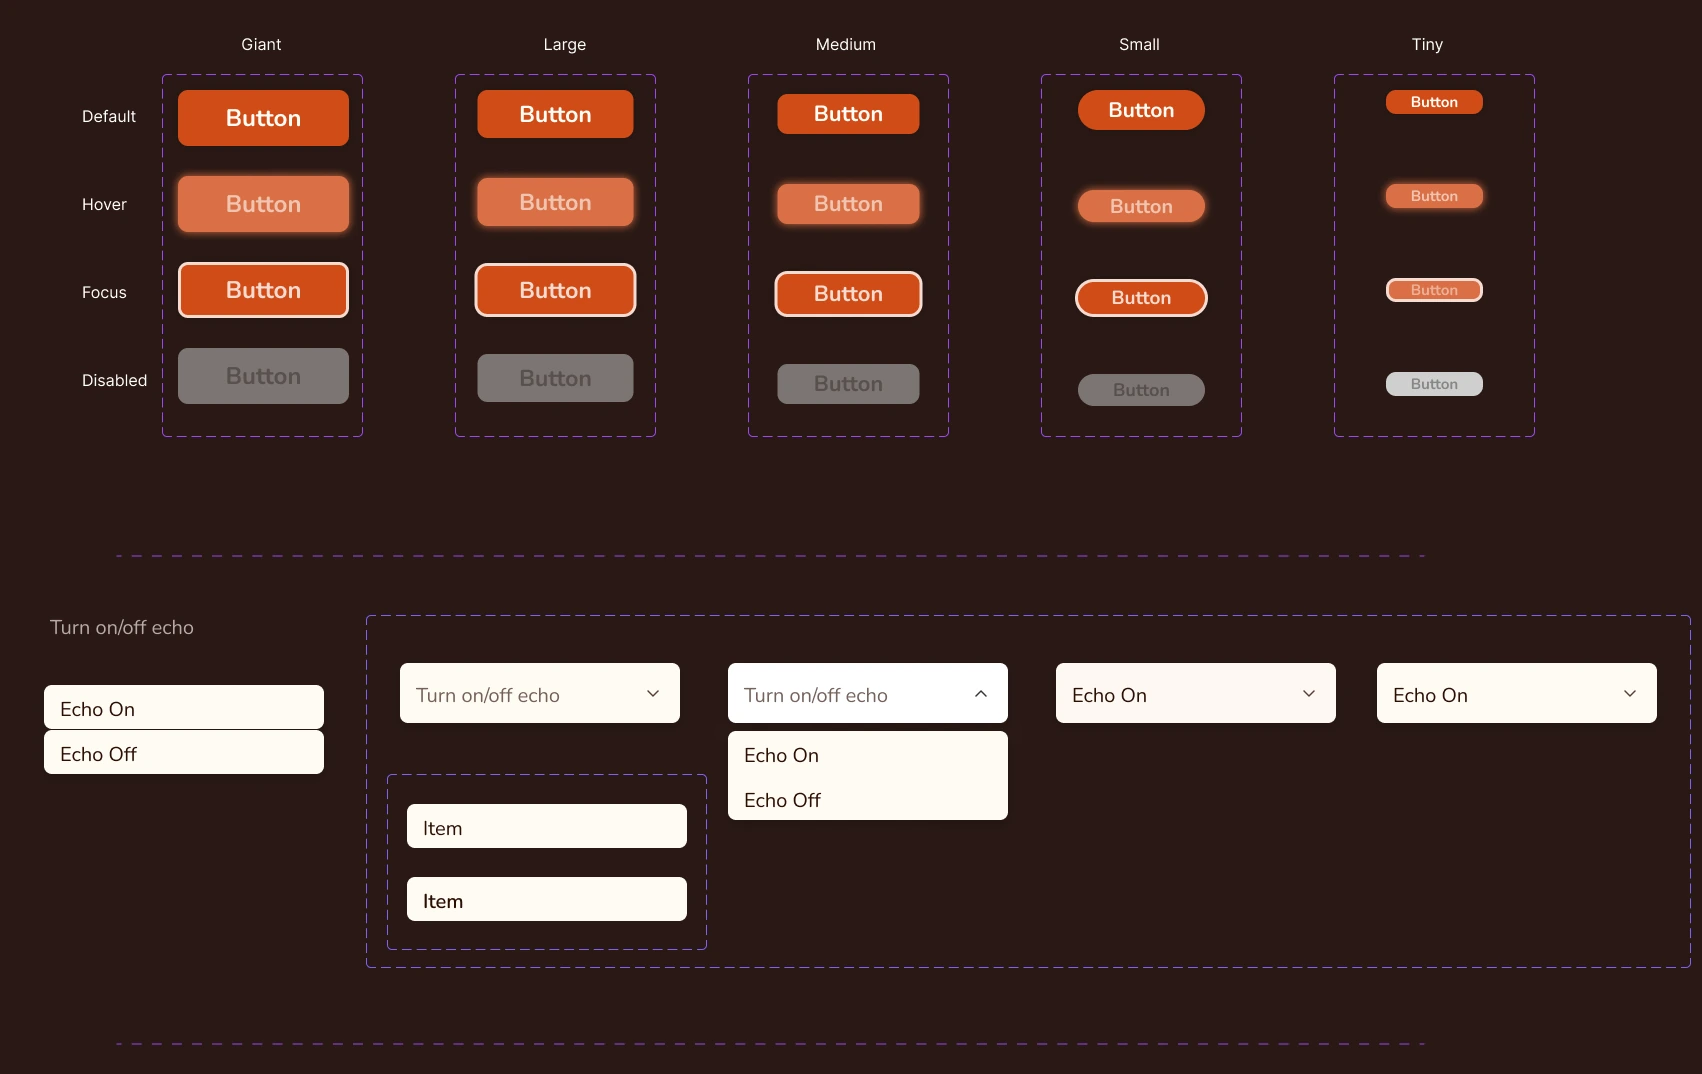 Giant Large Medium Small Tiny
Default Button Button Button Button Button
Hover Button Button Button Button Button
Focus Button Button Button Button Button
Disabled Button Button Button Button Button
Turn on/off echo
Echo On
Echo Off
Turn on/off echo
Turn on/off echo
Echo On
Echo Off
Echo On
Echo On
Item
Item